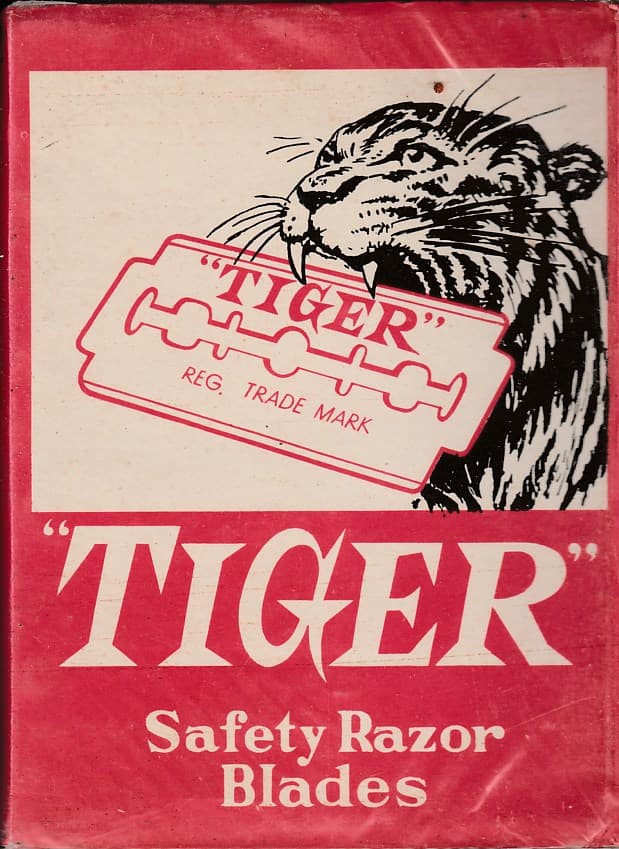 "TIGER"
REG. TRADE MARK
"TIGER"
Safety Razor
Blades